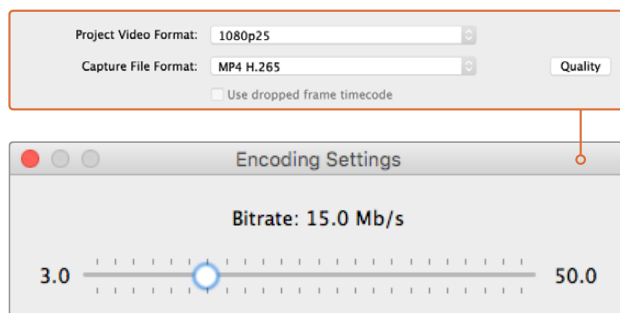 Project Video Format: 1080p25
Capture File Format: MP4 H.265 Quality
Use dropped frame timecode
Encoding Settings
Bitrate: 15.0 Mb/s
3.0 50.0